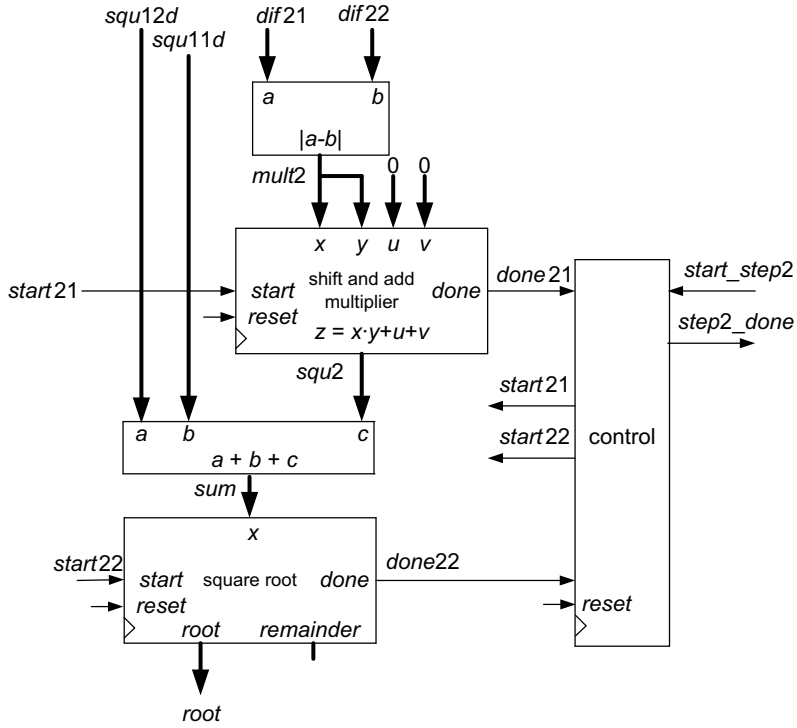 squ12d
dif21
dif22
squ11d
a
b
|a-b|
mult2
0
0
x
y
u
v
start21
start
shift and add
multiplier
done
done21
start_step2
reset
z = x·y+u+v
step2_done
squ2
start21
start22
control
a
b
c
a + b + c
sum
x
start22
start
square root
done
done22
reset
reset
root
remainder
root